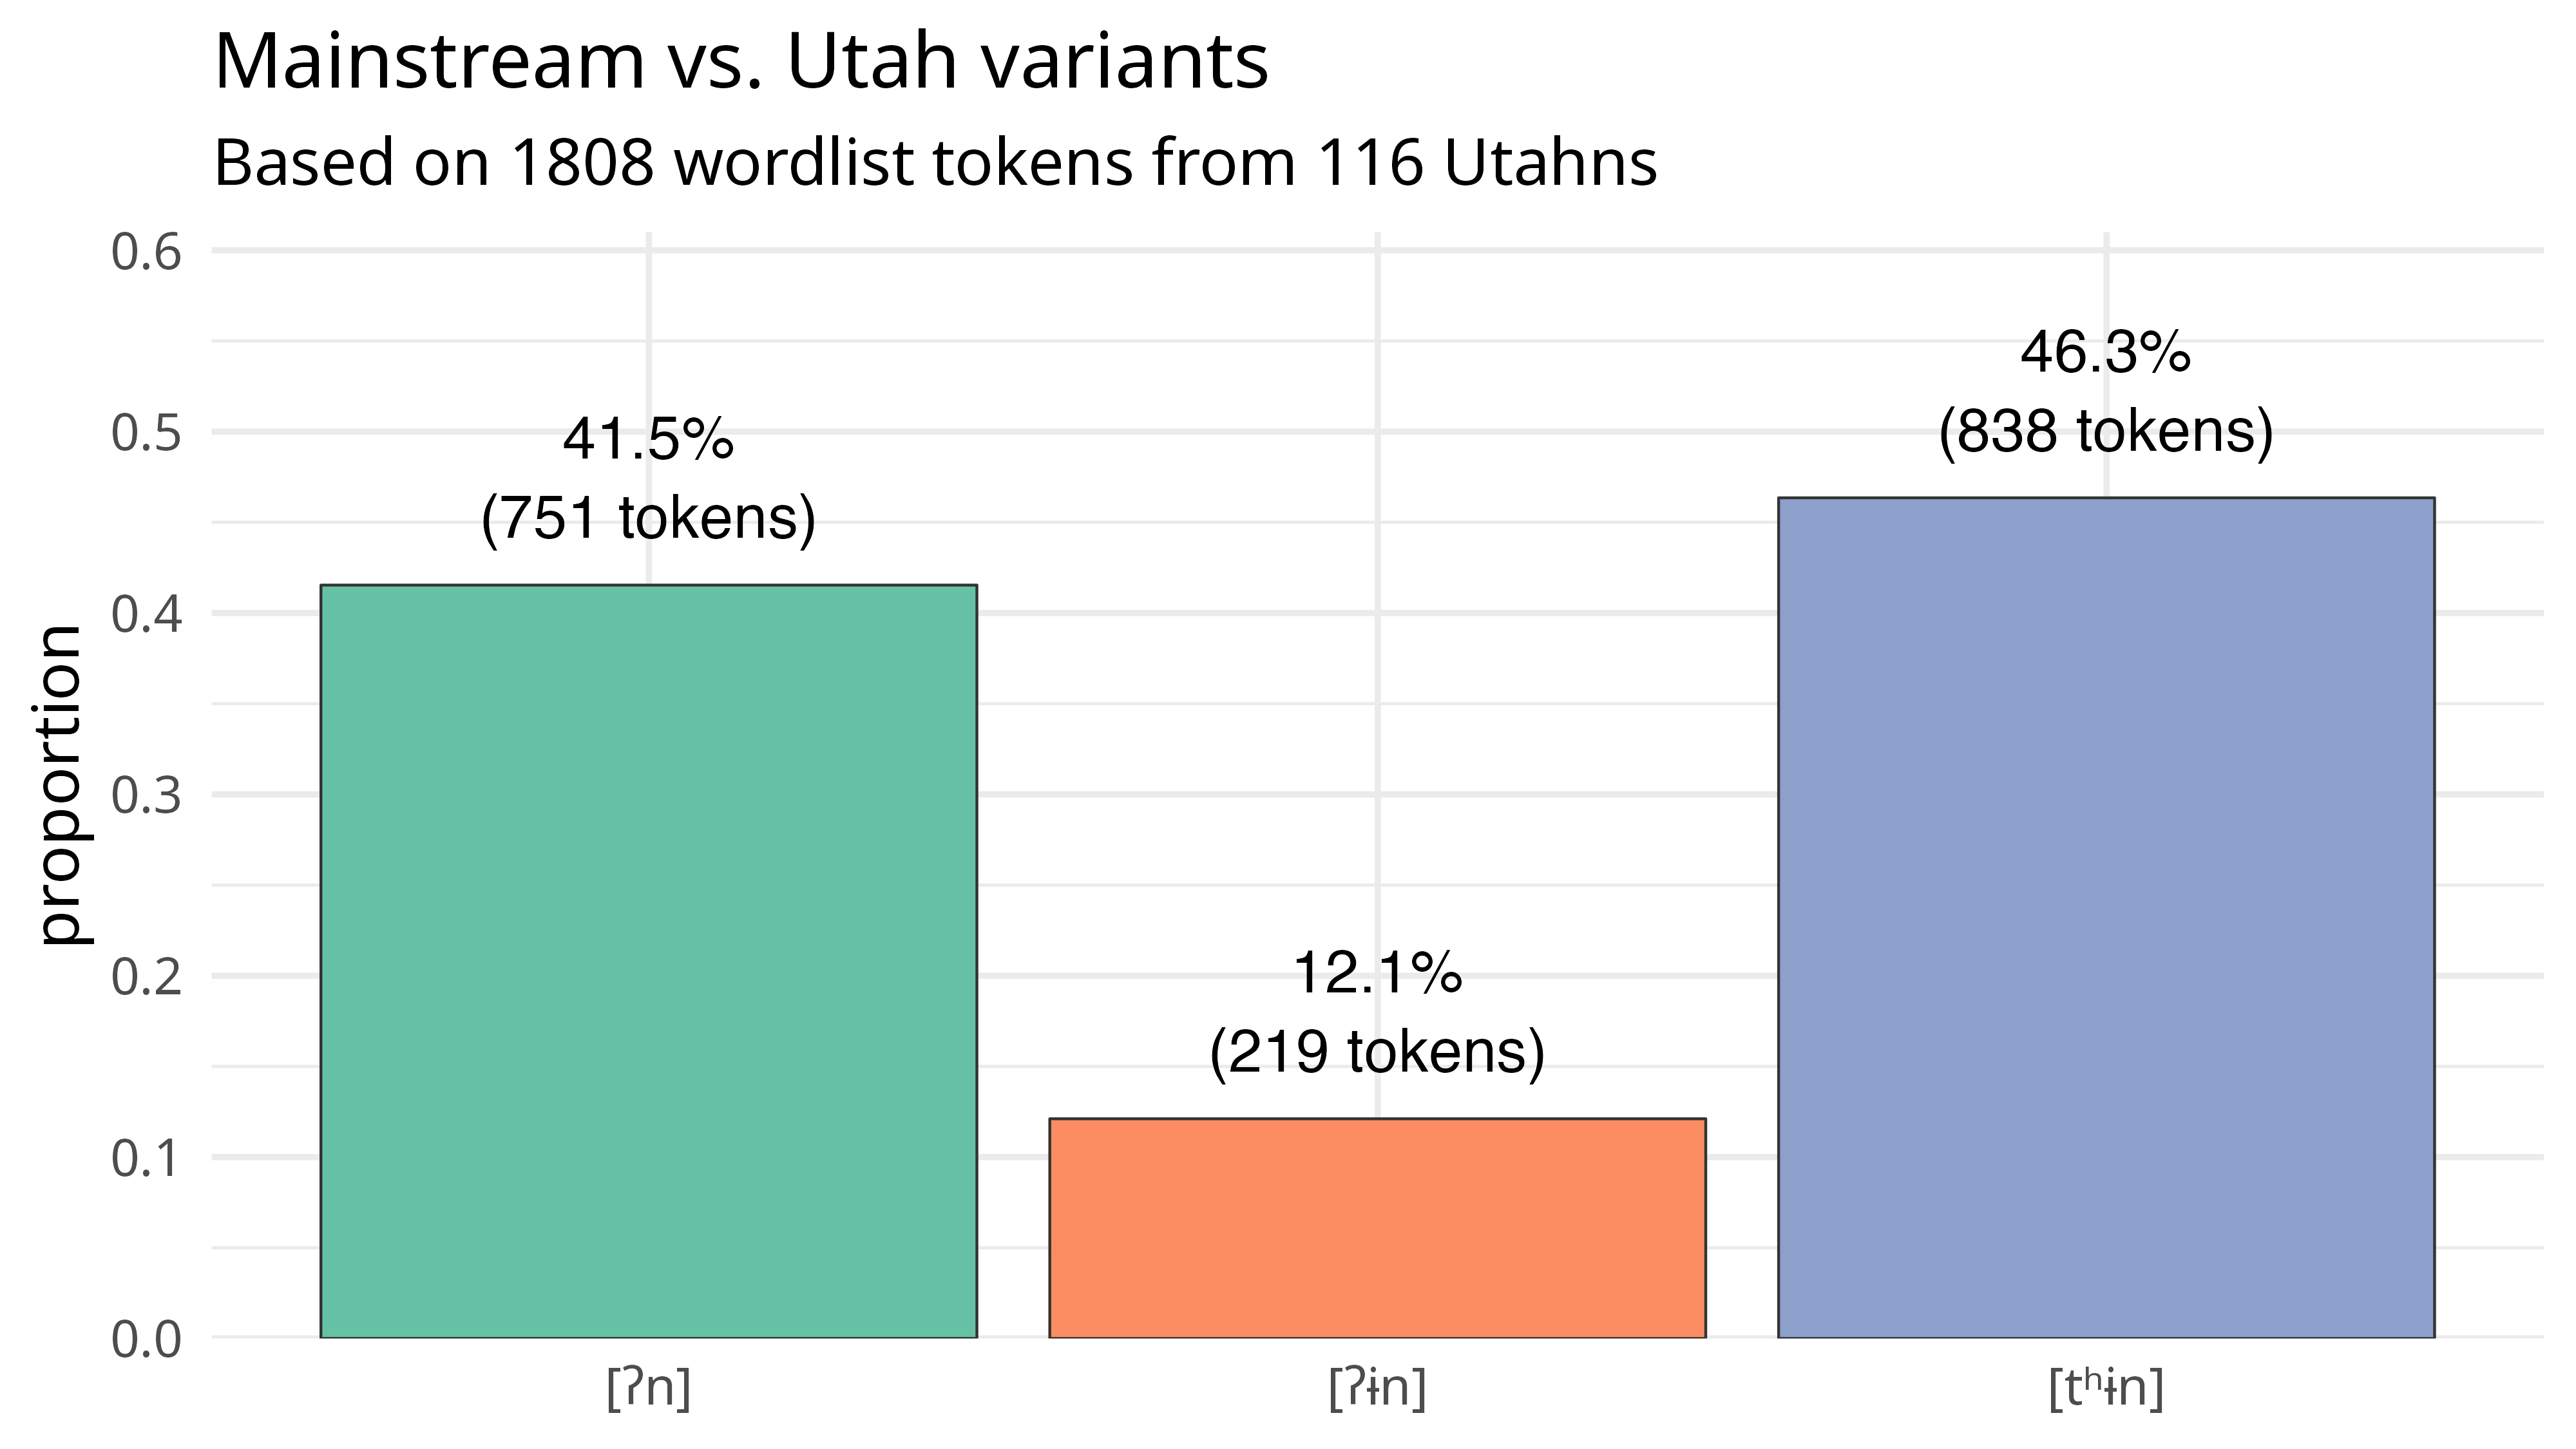 Mainstream vs. Utah variants
Based on 1808 wordlist tokens from 116 Utahns
proportion
0.6
0.5
0.4
0.3
0.2
0.1
0.0
41.5%
(751 tokens)
12.1%
(219 tokens)
46.3%
(838 tokens)
[ʔn]
[ʔɨn]
[tʰɨn]